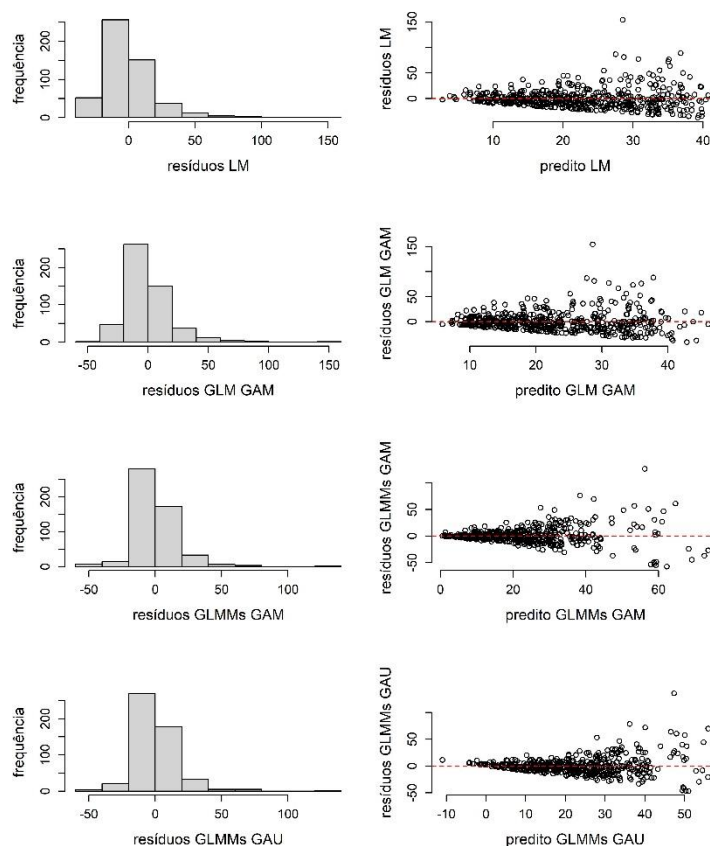 frequência
0 100 200
0 50 100 150
resíduos LM
resíduos LM
0 50 150
10 20 30 40
predito LM
frequência
0 100 200
-50 0 50 100 150
resíduos GLM GAM
resíduos GLM GAM
0 50 150
10 20 30 40
predito GLM GAM
frequência
0 100 200
-50 0 50 100
resíduos GLMMs GAM
resíduos GLMMs GAM
-50 0 50
0 20 40 60
predito GLMMs GAM
frequência
0 100 200
-50 0 50 100
resíduos GLMMs GAU
resíduos GLMMs GAU
-50 0 50
-10 0 10 20 30 40 50
predito GLMMs GAU